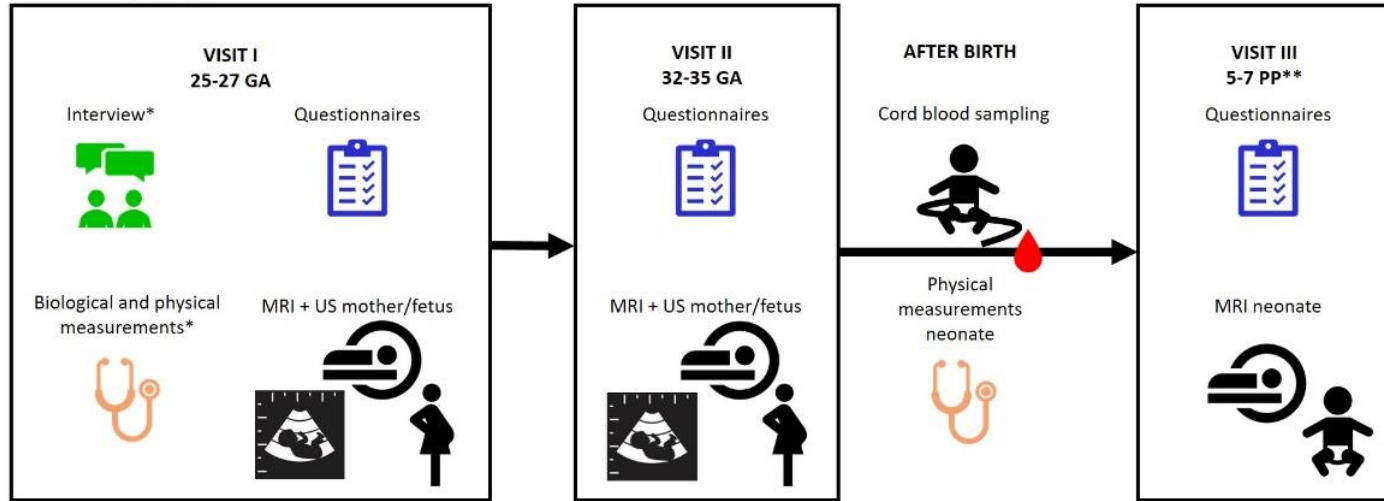 VISIT I
25-27 GA
Interview*
Questionnaires
Biological and physical
measurements*
MRI + US mother/fetus
VISIT II
32-35 GA
Questionnaires
MRI + US mother/fetus
AFTER BIRTH
Cord blood sampling
Physical
measurements
neonate
VISIT III
5-7 PP**
Questionnaires
MRI neonate